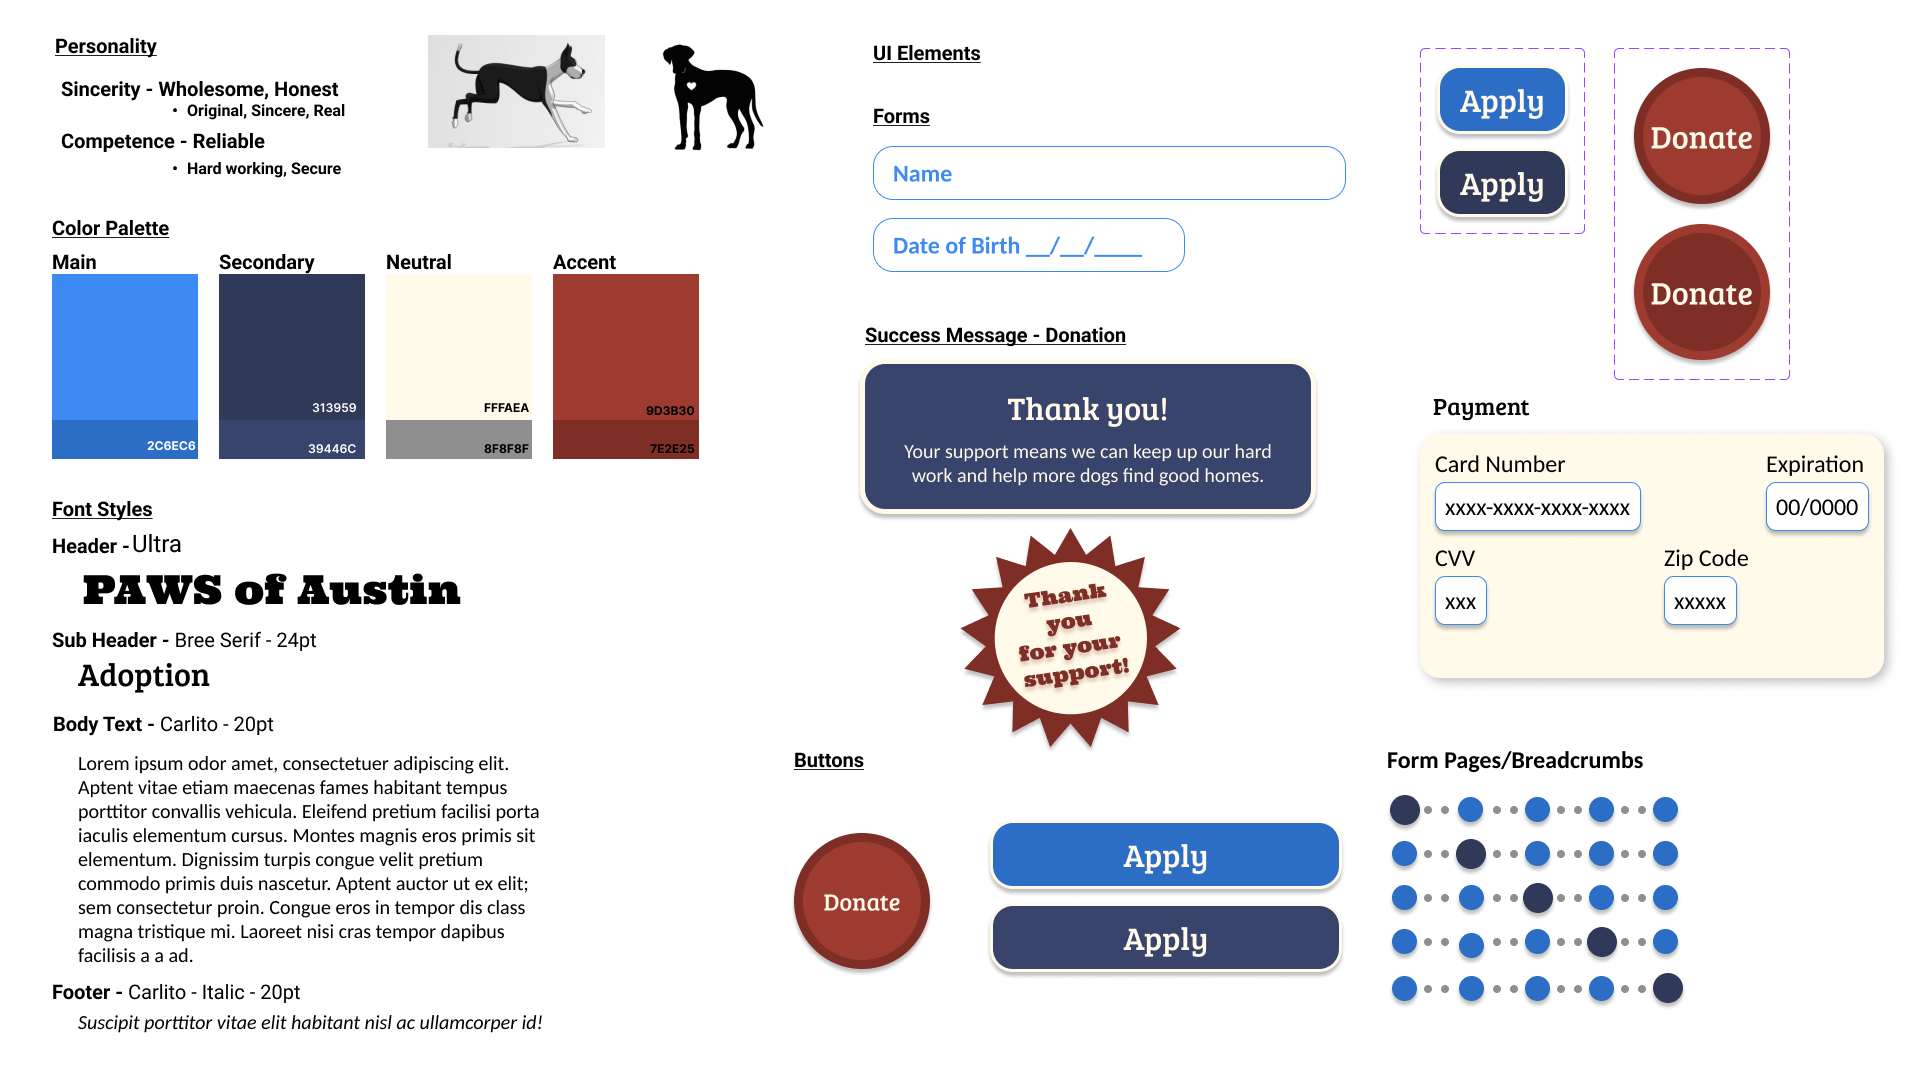 Personality
Sincerity - Wholesome, Honest
• Original, Sincere, Real
Competence - Reliable
• Hard working, Secure
Color Palette
Main
Secondary
Neutral
Accent
313959
FFFAEA
9D3B30
2C6EC6
39446C
8F8F8F
7E2E25
Font Styles
Header - Ultra
PAWS of Austin
Sub Header - Bree Serif - 24pt
Adoption
Body Text - Carlito - 20pt
Lorem ipsum odor amet, consectetuer adipiscing elit.
Aptent vitae etiam maecenas fames habitant tempus
porttitor convallis vehicula. Eleifend pretium facilisi porta
iaculis elementum cursus. Montes magnis eros primis sit
elementum. Dignissim turpis congue velit pretium
commodo primis duis nascetur. Aptent auctor ut ex elit;
sem consectetur proin. Congue eros in tempor dis class
magna tristique mi. Laoreet nisi cras tempor dapibus
facilisis a a ad.
Footer - Carlito - Italic - 20pt
Suscipit porttitor vitae elit habitant nisl ac ullamcorper id!
UI Elements
Forms
Name
Date of Birth __/__/____
Success Message - Donation
Thank you!
Your support means we can keep up our hard
work and help more dogs find good homes.
Thank
you
for your
support!
Buttons
Donate
Apply
Apply
Apply
Apply
Donate
Donate
Payment
Card Number
Expiration
xxxx-xxxx-xxxx-xxxx
00/0000
CVV
Zip Code
xxx
xxxxx
Form Pages/Breadcrumbs